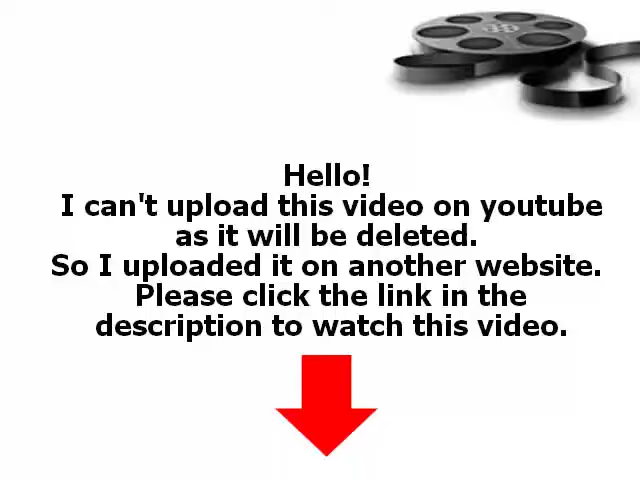 Hello!
I can't upload this video on youtube
as it will be deleted.
So I uploaded it on another website.
Please click the link in the
description to watch this video.